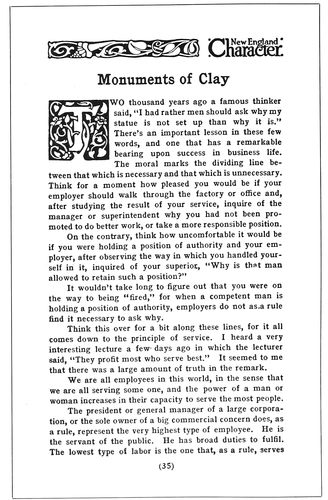 New England
Character
Monuments of Clay
TWO thousand years ago a famous thinker
said, "I had rather men should ask why my
statue is not set up than why it is."
There's an important lesson in these few
words, and one that has a remarkable
bearing upon success in business life.
The moral marks the dividing line be-
tween that which is necessary and that which is unnecessary.
Think for a moment how pleased you would be if your
employer should walk through the factory or office and,
after studying the result of your service, inquire of the
manager or superintendent why you had not been pro-
moted to do better work, or take a more responsible position.
On the contrary, think how uncomfortable it would be
if you were holding a position of authority and your em-
ployer, after observing the way in which you handled your-
self in it, inquired of your superior, "Why is that man
allowed to retain such a position?"
It wouldn't take long to figure out that you were on
the way to being "fired," for when a competent man is
holding a position of authority, employers do not as a rule
find it necessary to ask why.
Think this over for a bit along these lines, for it all
comes down to the principle of service. I heard a very
interesting lecture a few days ago in which the lecturer
said, "They profit most who serve best." It seemed to me
that there was a large amount of truth in the remark.
We are all employees in this world, in the sense that
we are all serving some one, and the power of a man or
woman increases in their capacity to serve the most people.
The president or general manager of a large corpora-
tion, or the sole owner of a big commercial concern does, as
a rule, represent the very highest type of employee. He is
the servant of the public. He has broad duties to fulfil.
The lowest type of labor is the one that, as a rule, serves
(35)